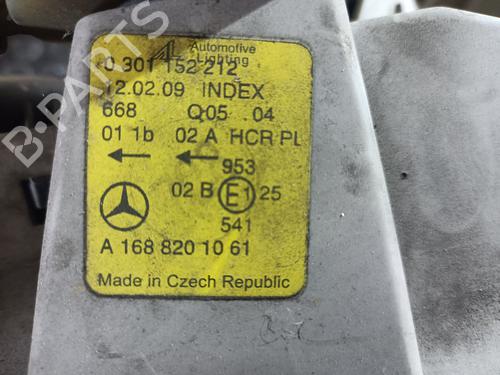 Automotive
Lighting
0 301 152 212
12.02.09 INDEX
668 Q05 .04
01 1b 02 A HCR PL
953
02 B E1 25
541
A 168 820 10 61
Made in Czech Republic